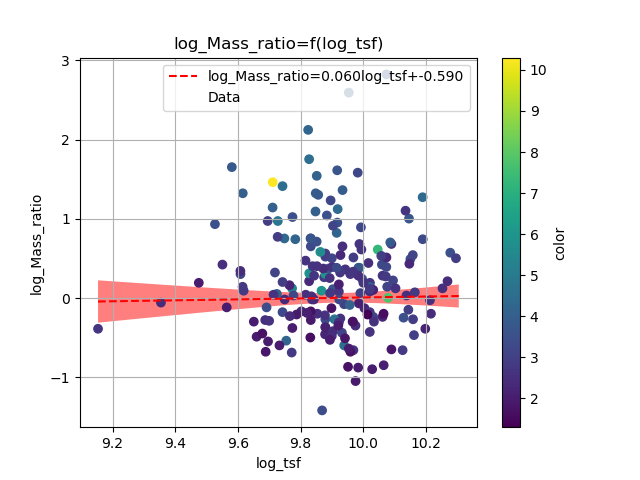 log_Mass_ratio=f(log_tsf)
log_Mass_ratio=0.060log_tsf+-0.590
Data
3
2
1
0
−1
log_Mass_ratio
9.2 9.4 9.6 9.8 10.0 10.2
log_tsf
10
9
8
7
6
5
4
3
2
color